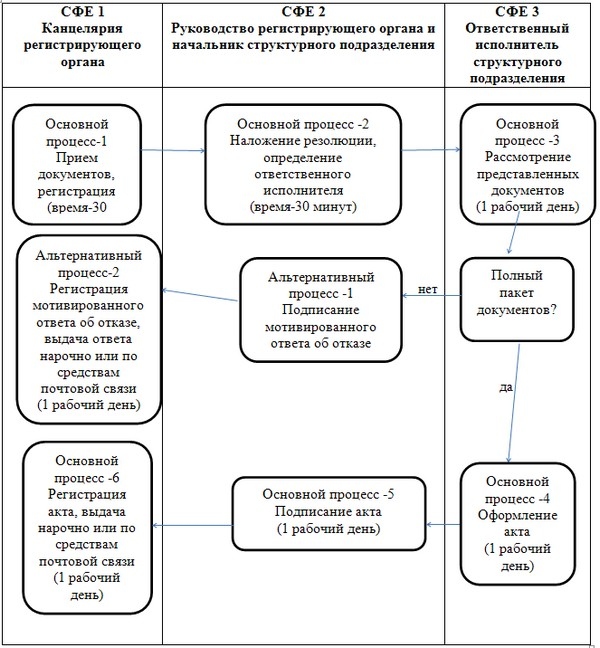 СФЕ 1
Канцелярия
регистрирующего
органа
СФЕ 2
Руководство регистрирующего органа и
начальник структурного подразделения
СФЕ 3
Ответственный
исполнитель
структурного
подразделения
Основной
процесс-1
Прием
документов,
регистрация
(время-30
Основной процесс -2
Наложение резолюции,
определение
ответственного
исполнителя
(время-30 минут)
Основной
процесс -3
Рассмотрение
представленных
документов
(1 рабочий день)
Альтернативный
процесс-2
Регистрация
мотивированного
ответа об отказе,
выдача ответа
нарочно или по
средствам
почтовой связи
(1 рабочий день)
Альтернативный
процесс -1
Подписание
мотивированного
ответа об отказе
нет
Полный
пакет
документов?
да
Основной
процесс -6
Регистрация
акта, выдача
нарочно или по
средствам
почтовой связи
(1 рабочий
день)
Основной процесс -5
Подписание акта
(1 рабочий день)
Основной
процесс -4
Оформление
акта
(1 рабочий
день)